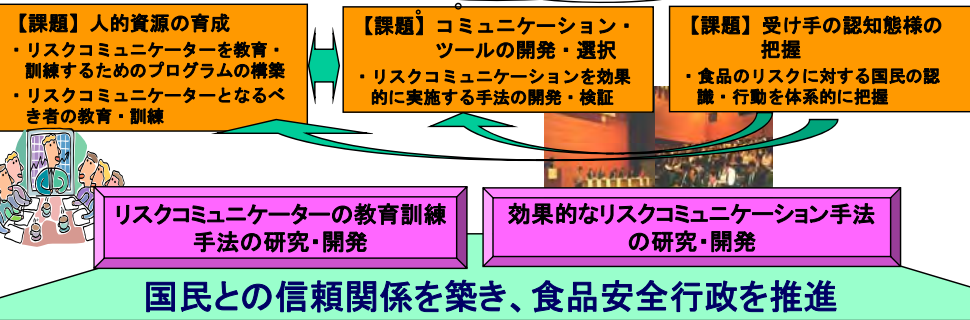 【課題】人的資源の育成
・リスクコミュニケーターを教育・
訓練するためのプログラムの構築
・リスクコミュニケーターとなるべ
き者の教育・訓練
【課題】コミュニケーション・
ツールの開発・選択
・リスクコミュニケーションを効果
的に実施する手法の開発・検証
【課題】受け手の認知態様の
把握
・食品のリスクに対する国民の認
識・行動を体系的に把握
リスクコミュニケーターの教育訓練
手法の研究・開発
効果的なリスクコミュニケーション手法
の研究・開発
国民との信頼関係を築き、食品安全行政を推進